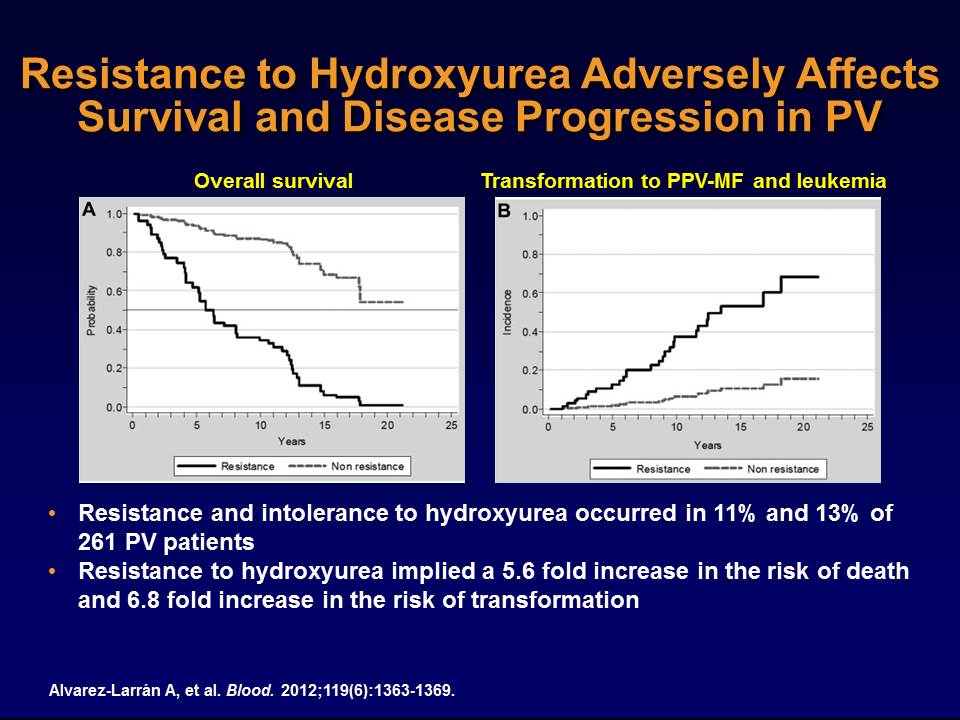 Resistance to Hydroxyurea Adversely Affects
Survival and Disease Progression in PV
Overall survival
Transformation to PPV-MF and leukemia
A
1.0
0.8
0.6
0.4
0.2
0.0
Probability
0 5 10 15 20 25
Years
Resistance Non resistance
B
1.0
0.8
0.6
0.4
0.2
0.0
Incidence
0 5 10 15 20 25
Years
Resistance Non resistance
• Resistance and intolerance to hydroxyurea occurred in 11% and 13% of
261 PV patients
• Resistance to hydroxyurea implied a 5.6 fold increase in the risk of death
and 6.8 fold increase in the risk of transformation
Alvarez-Larrán A, et al. Blood. 2012;119(6):1363-1369.